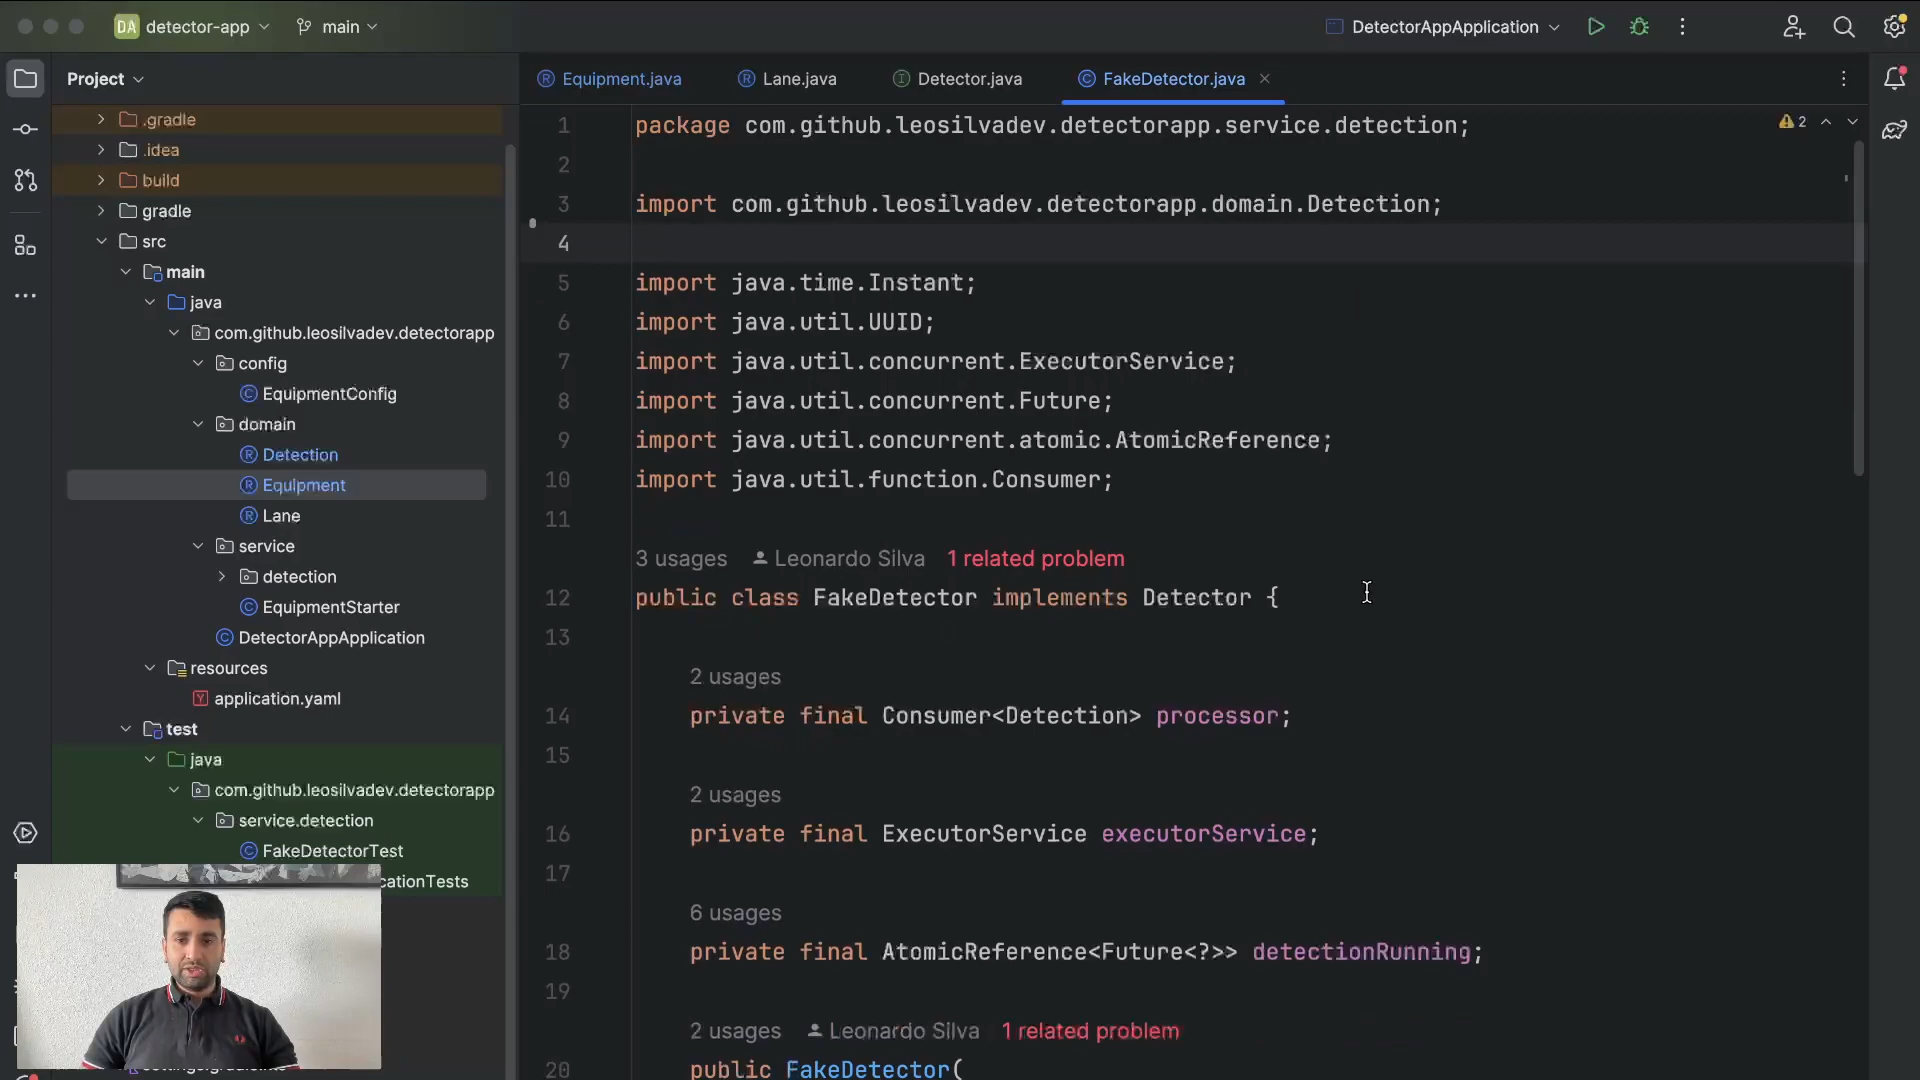 DA detector-app main DetectorAppApplication
Project Equipment.java Lane.java Detector.java FakeDetector.java
.gradle
.idea
build
gradle
src
main
java
com.github.leosilvadev.detectorapp
config
EquipmentConfig
domain
Detection
Equipment
Lane
service
detection
EquipmentStarter
DetectorAppApplication
resources
application.yaml
test
java
com.github.leosilvadev.detectorapp
service.detection
FakeDetectorTest
cationTests
2
1 package com.github.leosilvadev.detectorapp.service.detection;
2
3 import com.github.leosilvadev.detectorapp.domain.Detection;
4
5 import java.time.Instant;
6 import java.util.UUID;
7 import java.util.concurrent.ExecutorService;
8 import java.util.concurrent.Future;
9 import java.util.concurrent.atomic.AtomicReference;
10 import java.util.function.Consumer;
11
3 usages Leonardo Silva 1 related problem
12 public class FakeDetector implements Detector {
13
2 usages
14 private final Consumer<Detection> processor;
15
2 usages
16 private final ExecutorService executorService;
17
6 usages
18 private final AtomicReference<Future<?>> detectionRunning;
19
2 usages Leonardo Silva 1 related problem
20 public FakeDetector(